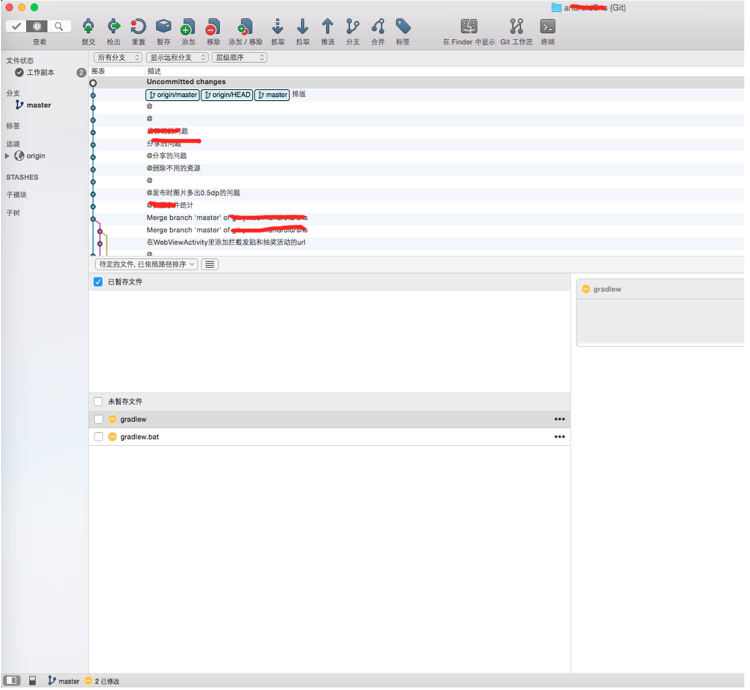 (Git)
查看 提交 检出 重置 暂存 添加 移除 添加 / 移除 抓取 拉取 推送 分支 合并 标签 在 Finder 中显示 Git 工作流 终端
文件状态
工作副本 2
分支
master
标签
远端
origin
STASHES
子模块
子树
所有分支 显示远程分支 层级顺序
图表 描述
Uncommitted changes
origin/master origin/HEAD master 排版
@
@
问题
分享的问题
@分享的问题
@删除不用的资源
@
@发布时图片多出0.5dp的问题
件统计
Merge branch 'master' of
Merge branch 'master' of
在WebViewActivity里添加拦截发贴和抽奖活动的url
@
待定的文件, 已依照路径排序
已暂存文件
gradlew
未暂存文件
gradlew
gradlew.bat
master 2 已修改